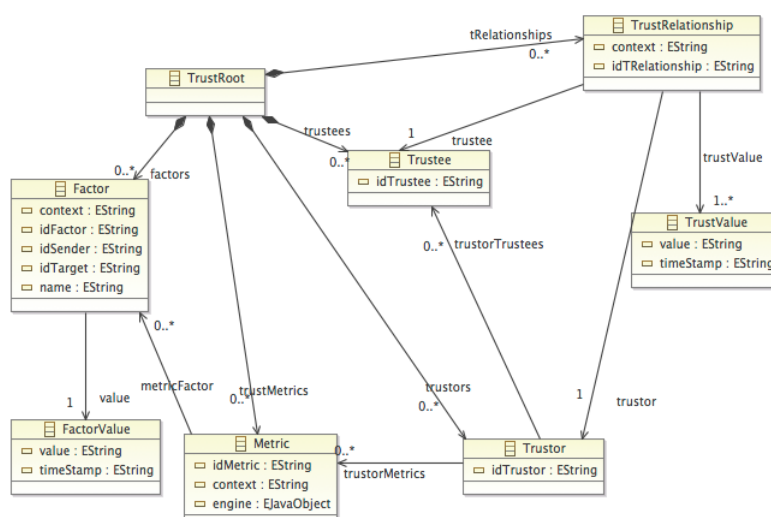 TrustRelationship
context : EString
idTRelationship : EString
tRelationships
0..*
TrustRoot
trustees
0..*
1
trustee
Trustee
idTrustee : EString
trustValue
1..*
TrustValue
value : EString
timeStamp : EString
0..*
factors
Factor
context : EString
idFactor : EString
idSender : EString
idTarget : EString
name : EString
0..*
trustorTrustees
0..*
metricFactor
1
value
FactorValue
value : EString
timeStamp : EString
trustMetrics
0..*
trustors
0..*
1
trustor
Metric
idMetric : EString
context : EString
engine : EJavaObject
0..*
trustorMetrics
Trustor
idTrustor : EString